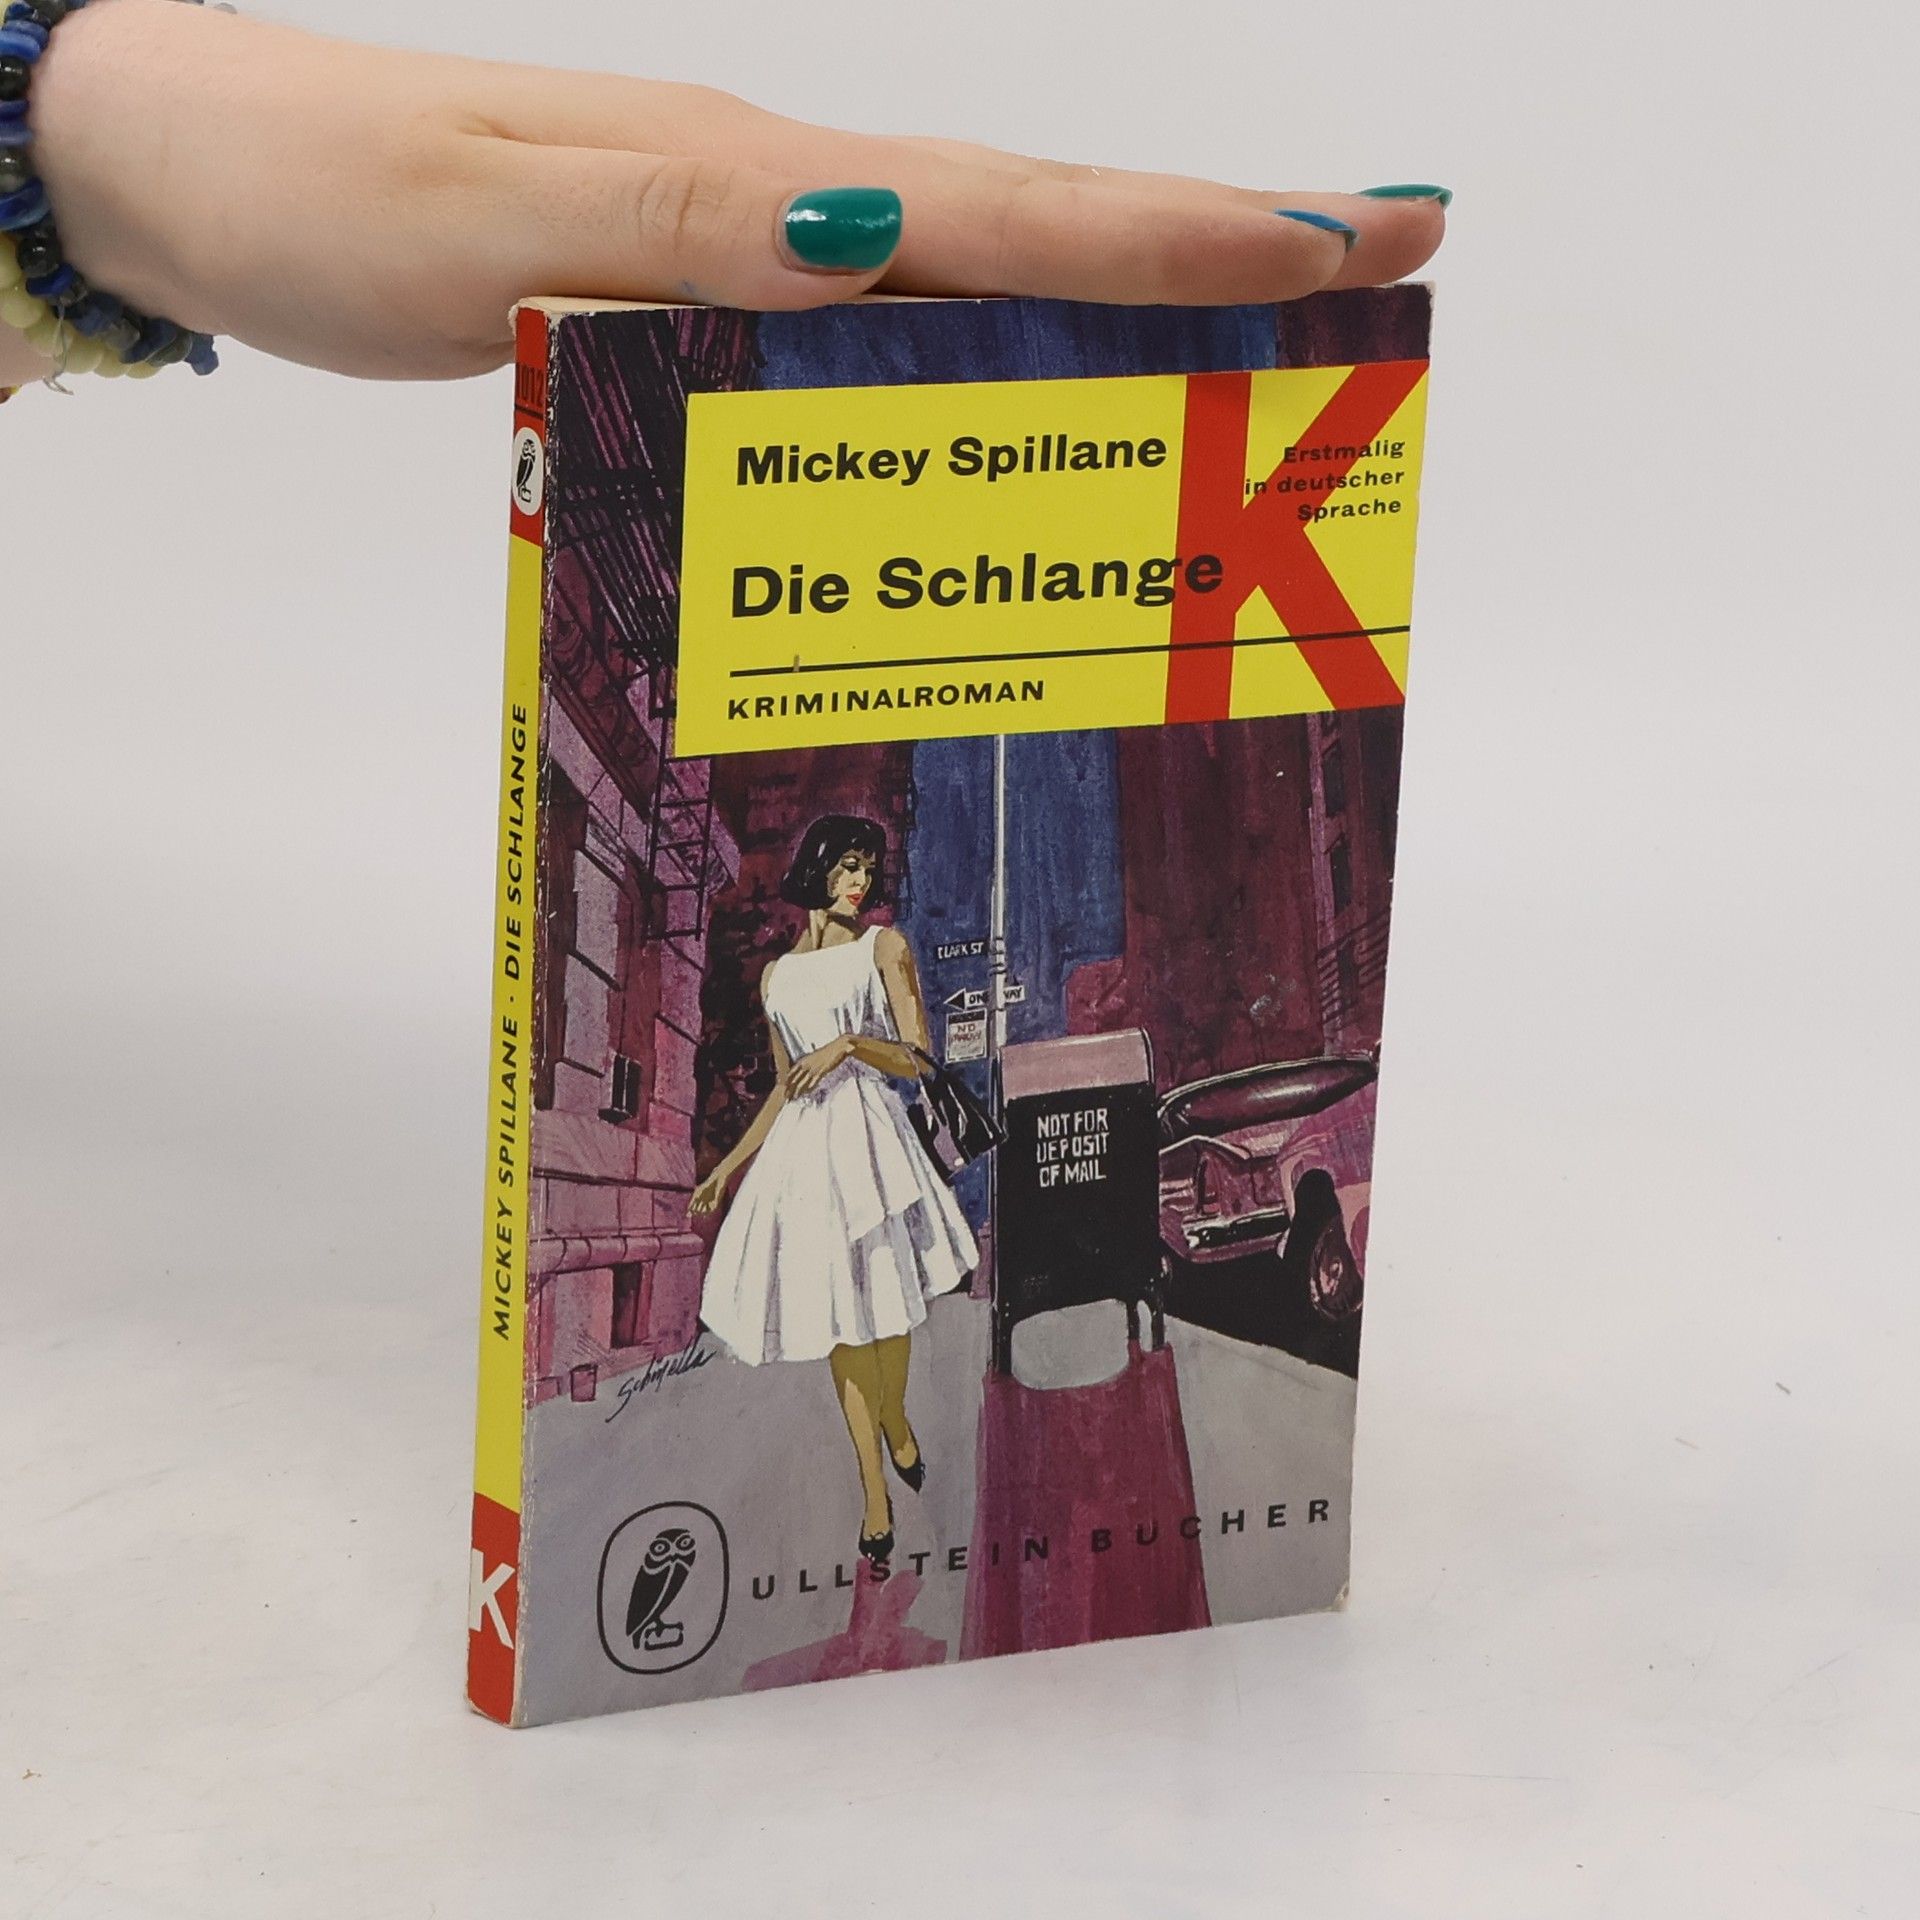 1012
MICKEY SPILLANE · DIE SCHLANGE
K
Mickey Spillane
Die Schlange
KRIMINALROMAN
K
Erstmalig
in deutscher
Sprache
CLARK ST
ONE WAY
NO
NOT FOR
DEPOSIT
OF MAIL
ULLSTEIN BÜCHER